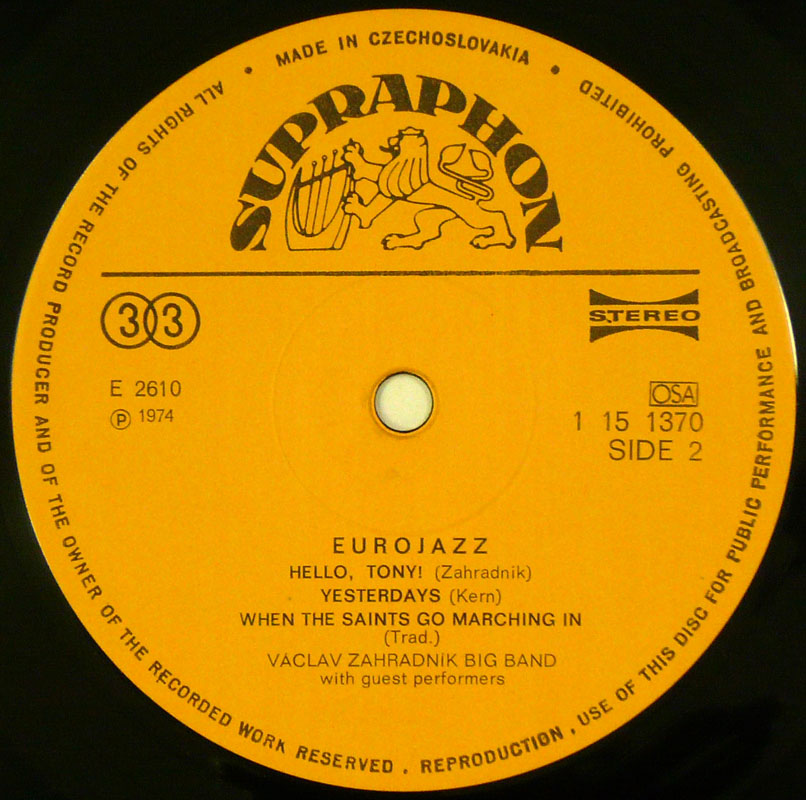 MADE IN CZECHOSLOVAKIA
ALL RIGHTS OF THE RECORD PRODUCER AND OF THE OWNER OF THE RECORDED WORK RESERVED . REPRODUCTION , USE OF THIS DISC FOR PUBLIC PERFORMANCE AND BROADCASTING PROHIBITED
SUPRAPHON
33
STEREO
E 2610
Ⓟ 1974
OSA
1 15 1370
SIDE 2
EUROJAZZ
HELLO, TONY! (Zahradník)
YESTERDAYS (Kern)
WHEN THE SAINTS GO MARCHING IN
(Trad.)
VÁCLAV ZAHRADNÍK BIG BAND
with guest performers